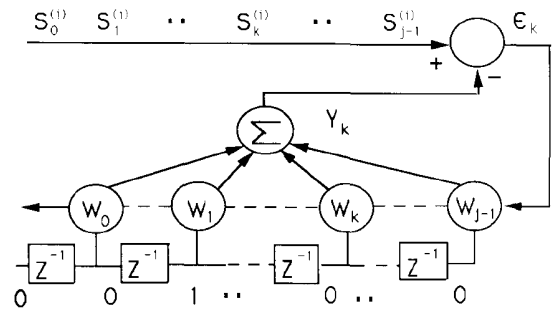 S₀⁽¹⁾ S₁⁽¹⁾ ·· Sₖ⁽¹⁾ ·· Sⱼ₋₁⁽¹⁾ ϵₖ
+ −
Σ Yₖ
W₀ W₁ Wₖ Wⱼ₋₁
Z⁻¹ Z⁻¹ Z⁻¹ Z⁻¹
0 0 1 ·· 0 ·· 0